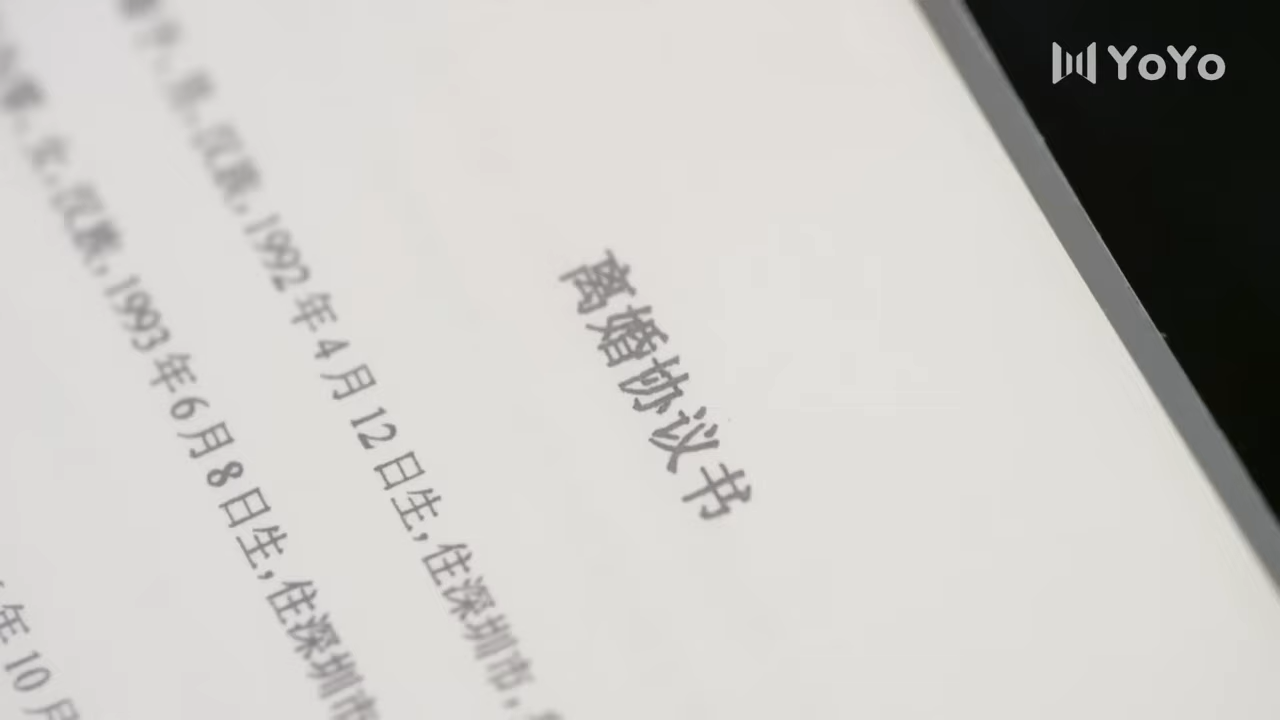 YoYo
离婚协议书
男,汉族,1992年4月12日生,住深圳市,
女,汉族,1993年6月8日生,住深圳市
年10月